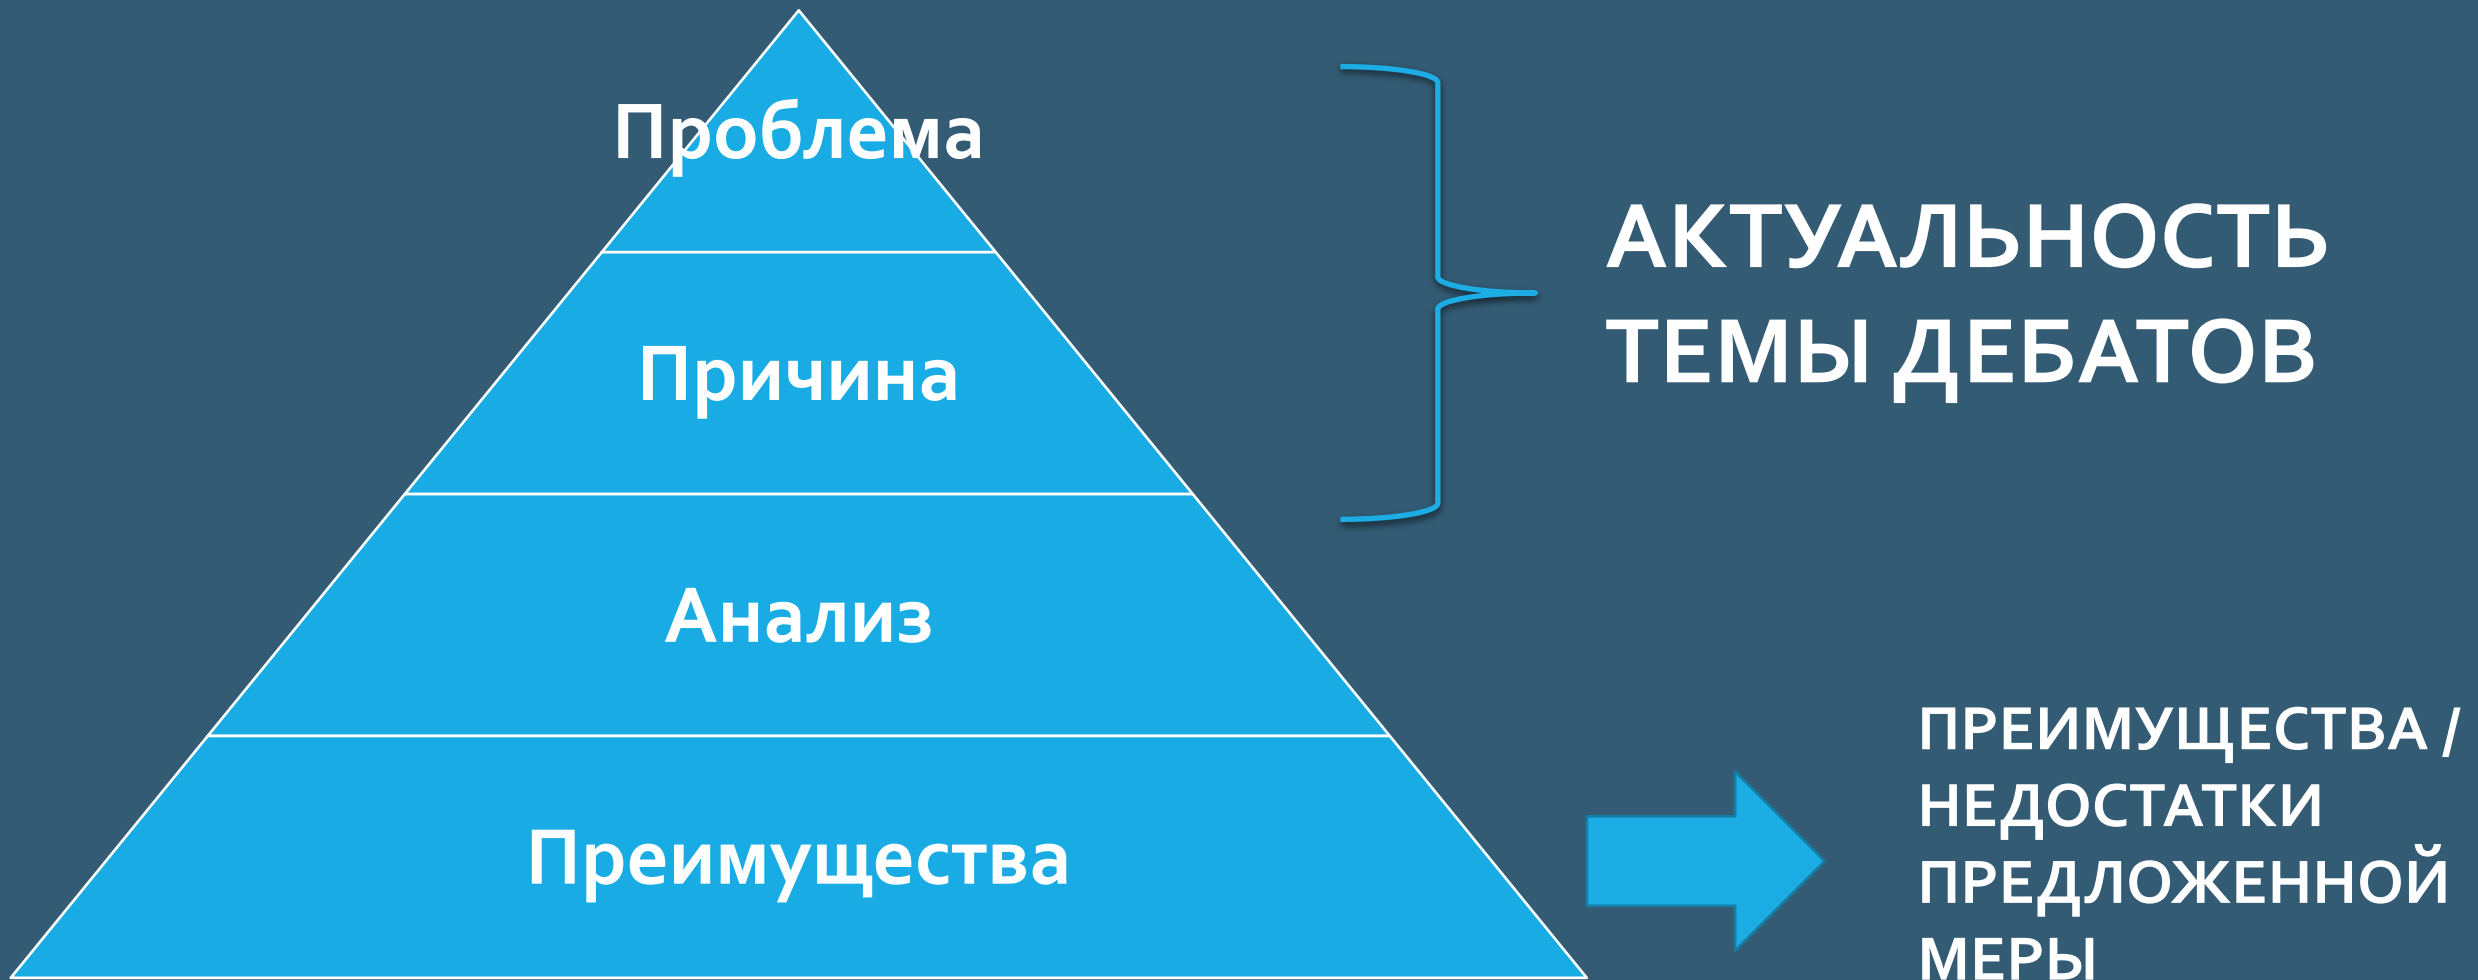 Проблема
Причина
Анализ
Преимущества
АКТУАЛЬНОСТЬ
ТЕМЫ ДЕБАТОВ
ПРЕИМУЩЕСТВА /
НЕДОСТАТКИ
ПРЕДЛОЖЕННОЙ
МЕРЫ